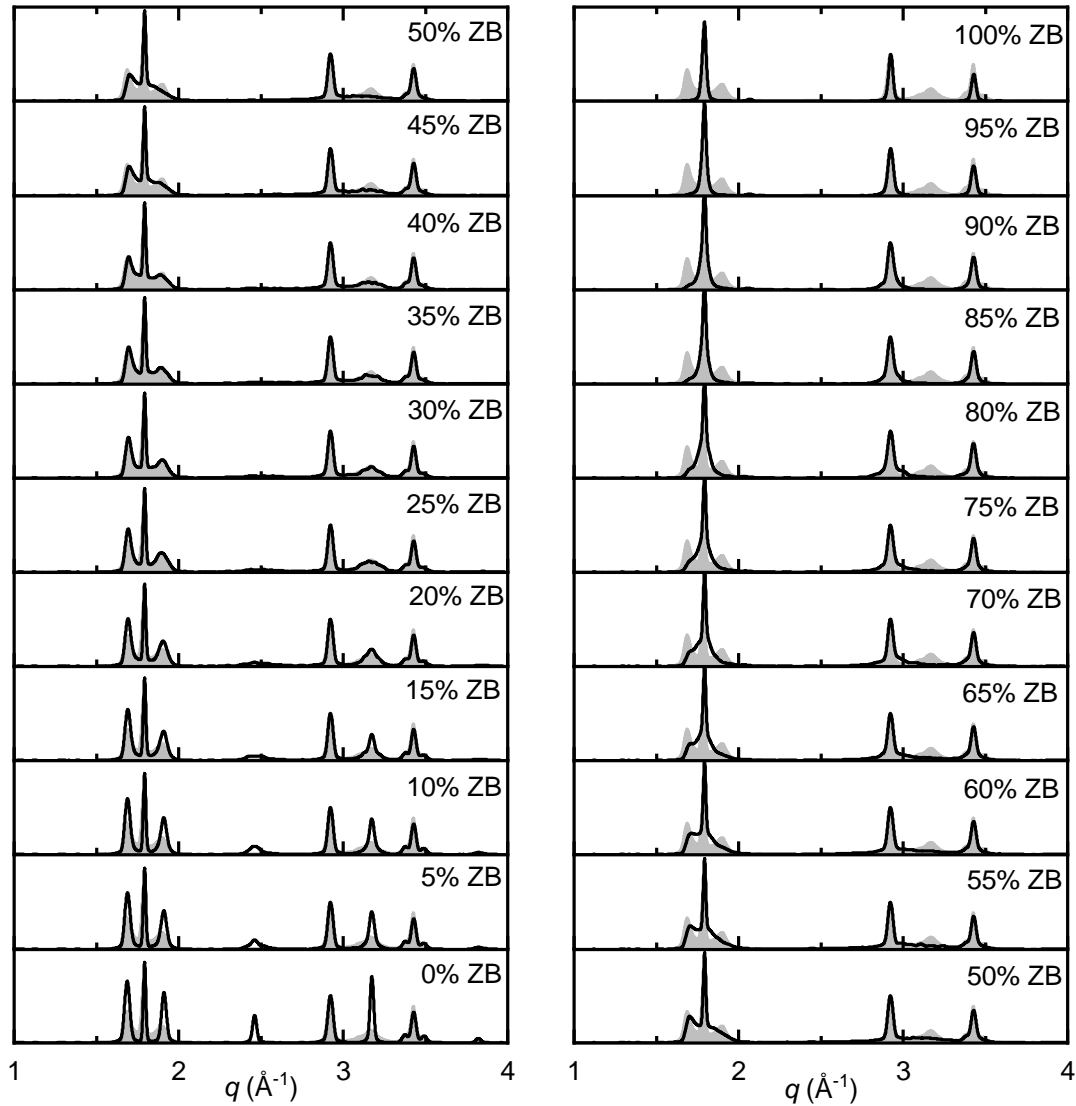 50% ZB
45% ZB
40% ZB
35% ZB
30% ZB
25% ZB
20% ZB
15% ZB
10% ZB
5% ZB
0% ZB
1 2 3 4
q (Å⁻¹)
100% ZB
95% ZB
90% ZB
85% ZB
80% ZB
75% ZB
70% ZB
65% ZB
60% ZB
55% ZB
50% ZB
1 2 3 4
q (Å⁻¹)